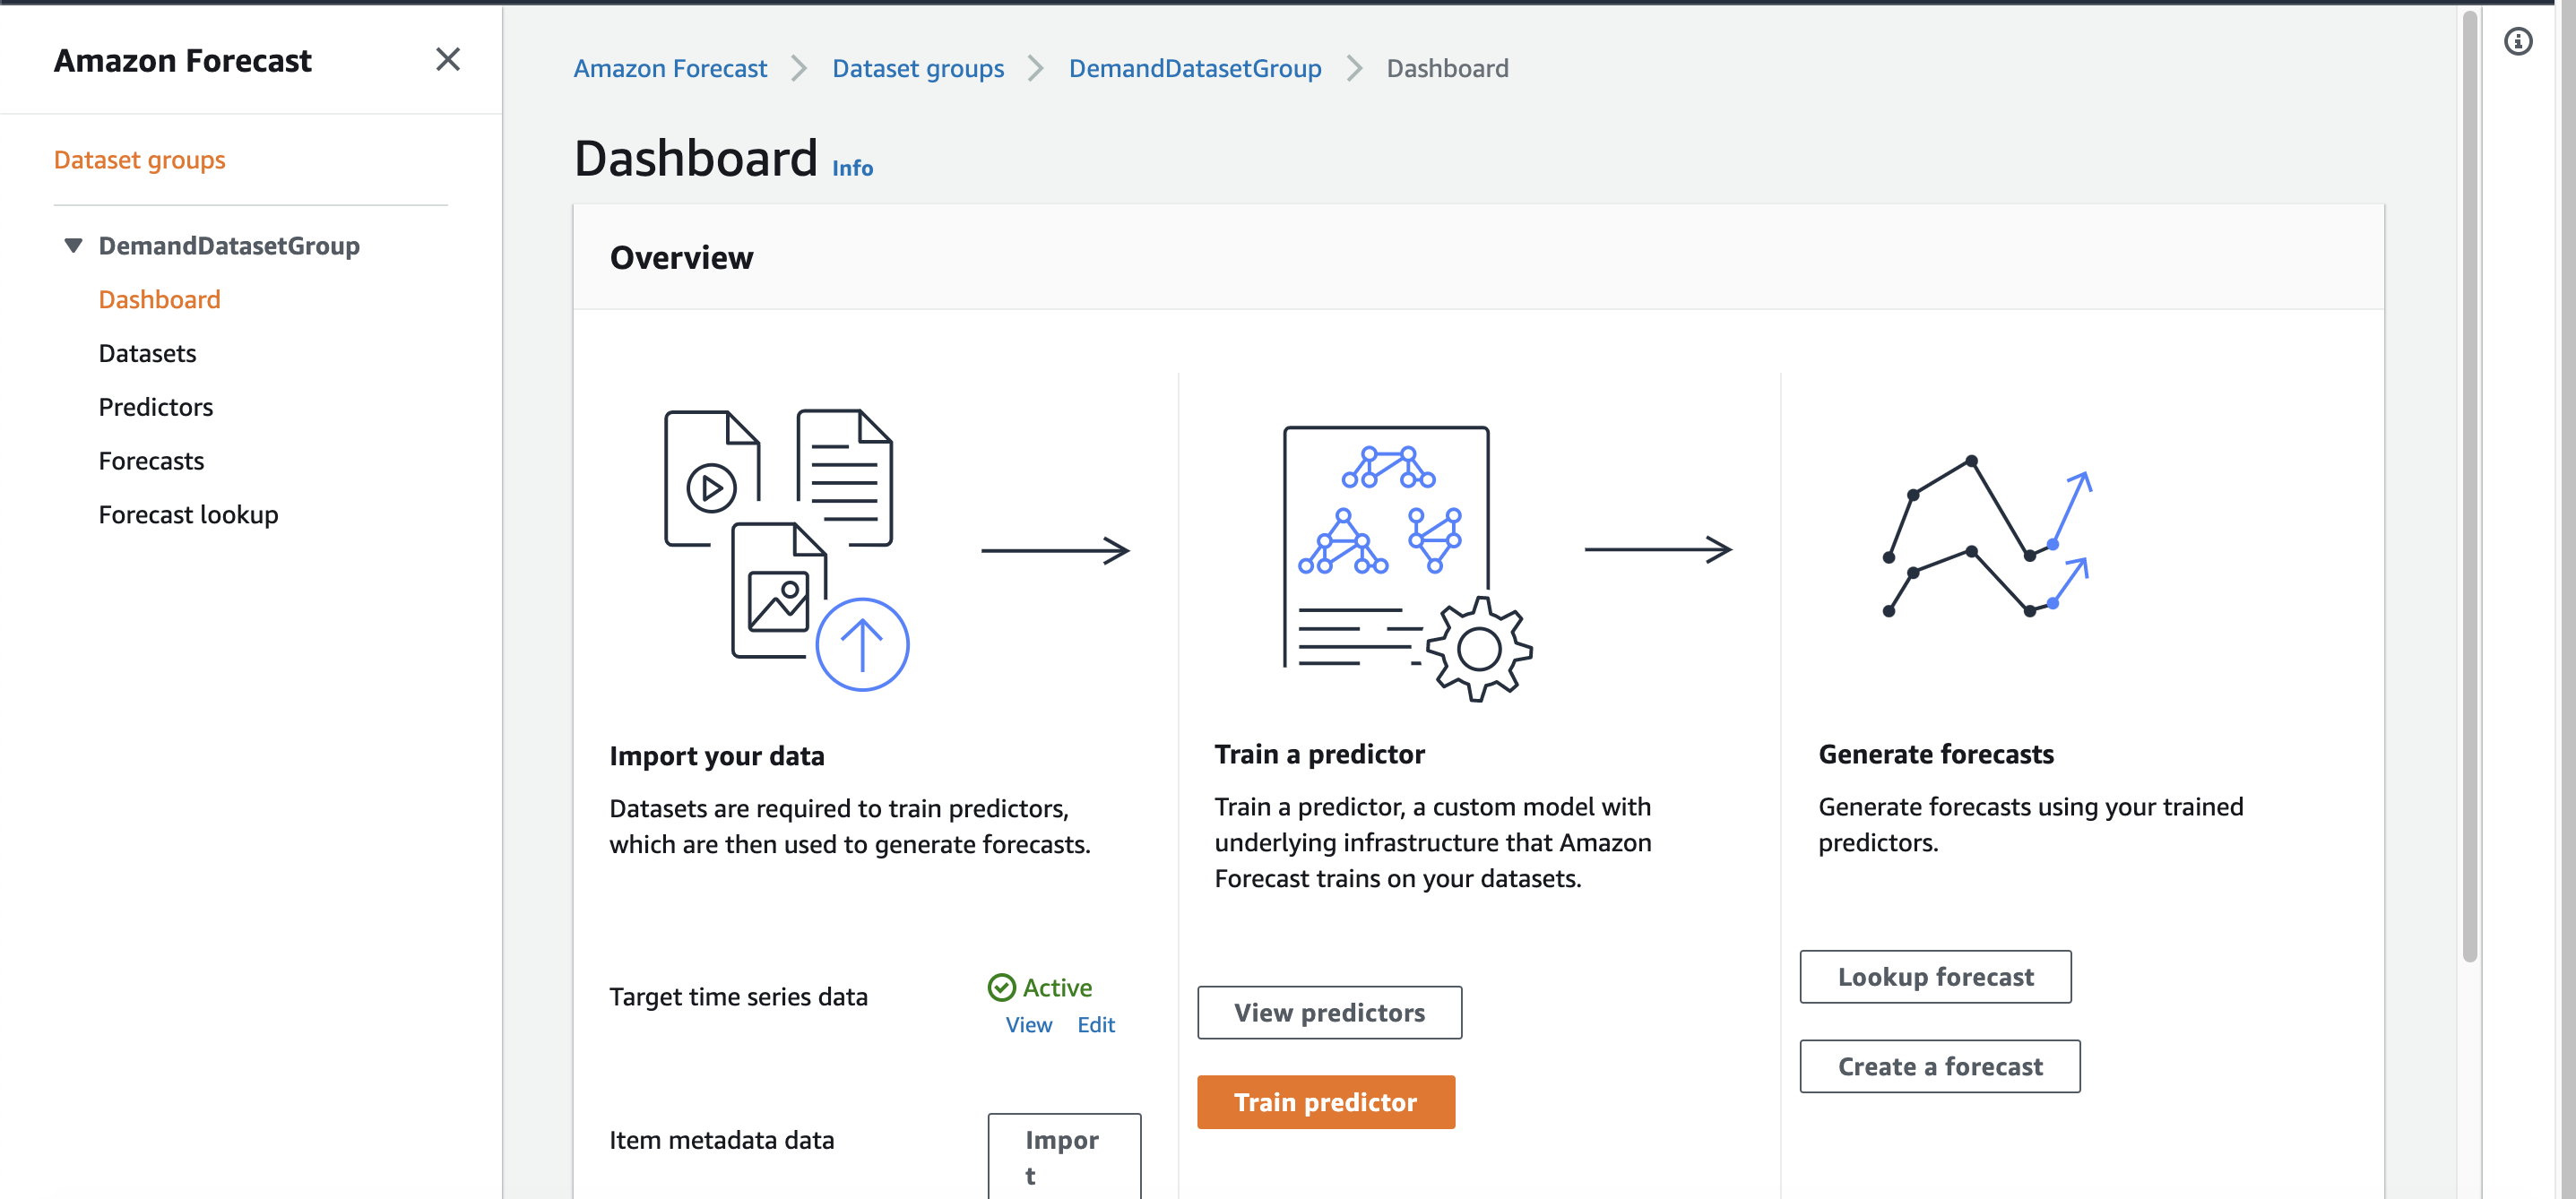 Amazon Forecast
Dataset groups
DemandDatasetGroup
Dashboard
Datasets
Predictors
Forecasts
Forecast lookup
Amazon Forecast Dataset groups DemandDatasetGroup Dashboard
Dashboard Info
Overview
Import your data
Datasets are required to train predictors,
which are then used to generate forecasts.
Target time series data
Active
View Edit
Item metadata data
Impor
t
Train a predictor
Train a predictor, a custom model with
underlying infrastructure that Amazon
Forecast trains on your datasets.
View predictors
Train predictor
Generate forecasts
Generate forecasts using your trained
predictors.
Lookup forecast
Create a forecast